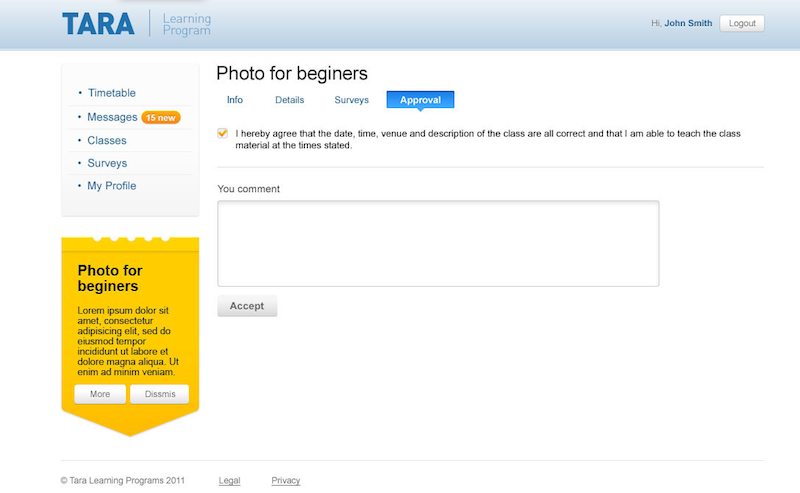 TARA
Learning
Program
Hi, John Smith
Logout
Timetable
Messages 15 new
Classes
Surveys
My Profile
Photo for beginers
Info Details Surveys Approval
I hereby agree that the date, time, venue and description of the class are all correct and that I am able to teach the class
material at the times stated.
You comment
Accept
Photo for
beginers
Lorem ipsum dolor sit
amet, consectetur
adipisicing elit, sed do
eiusmod tempor
incididunt ut labore et
dolore magna aliqua. Ut
enim ad minim veniam.
More Dissmis
© Tara Learning Programs 2011 Legal Privacy